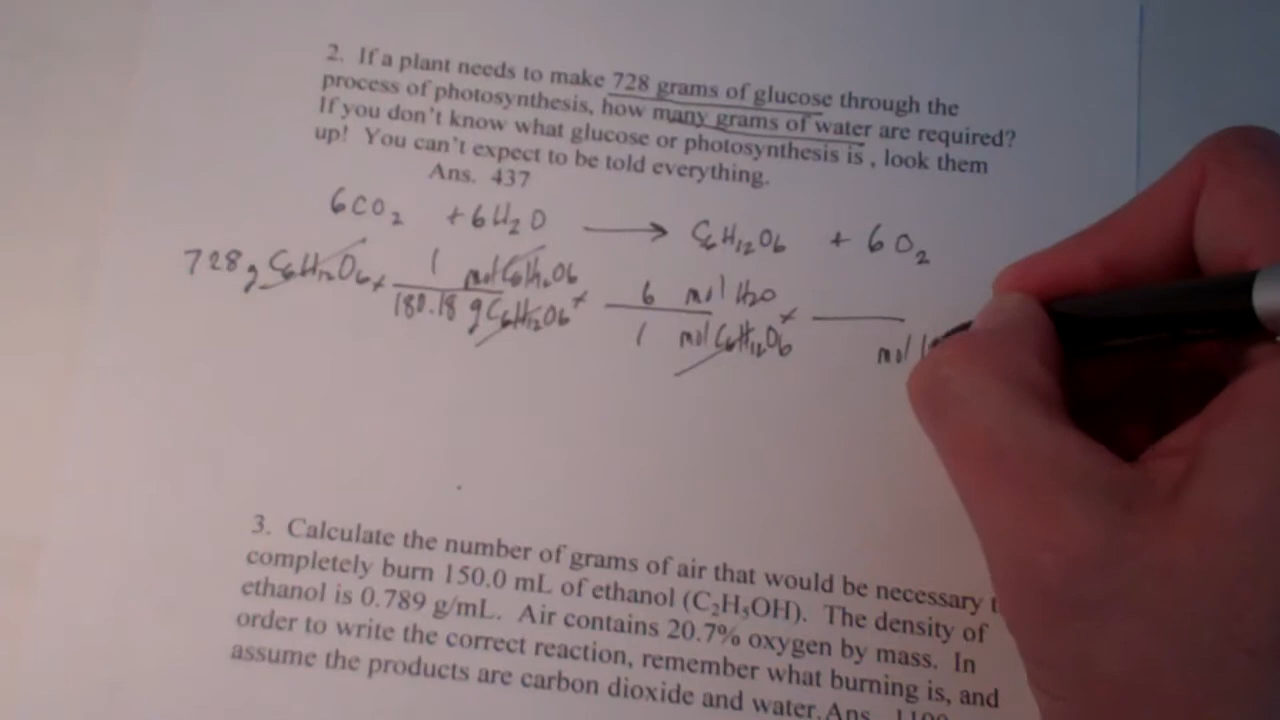 2. If a plant needs to make 728 grams of glucose through the
process of photosynthesis, how many grams of water are required?
If you don't know what glucose or photosynthesis is , look them
up! You can't expect to be told everything.
Ans. 437
6CO₂ + 6H₂O ⟶ C₆H₁₂O₆ + 6O₂
728g C₆H₁₂O₆ x 1 mol C₆H₁₂O₆ x 6 mol H₂O x
180.18 g C₆H₁₂O₆ 1 mol C₆H₁₂O₆ mol
3. Calculate the number of grams of air that would be necessary
completely burn 150.0 mL of ethanol (C₂H₅OH). The density of
ethanol is 0.789 g/mL. Air contains 20.7% oxygen by mass. In
order to write the correct reaction, remember what burning is, and
assume the products are carbon dioxide and water. Ans.